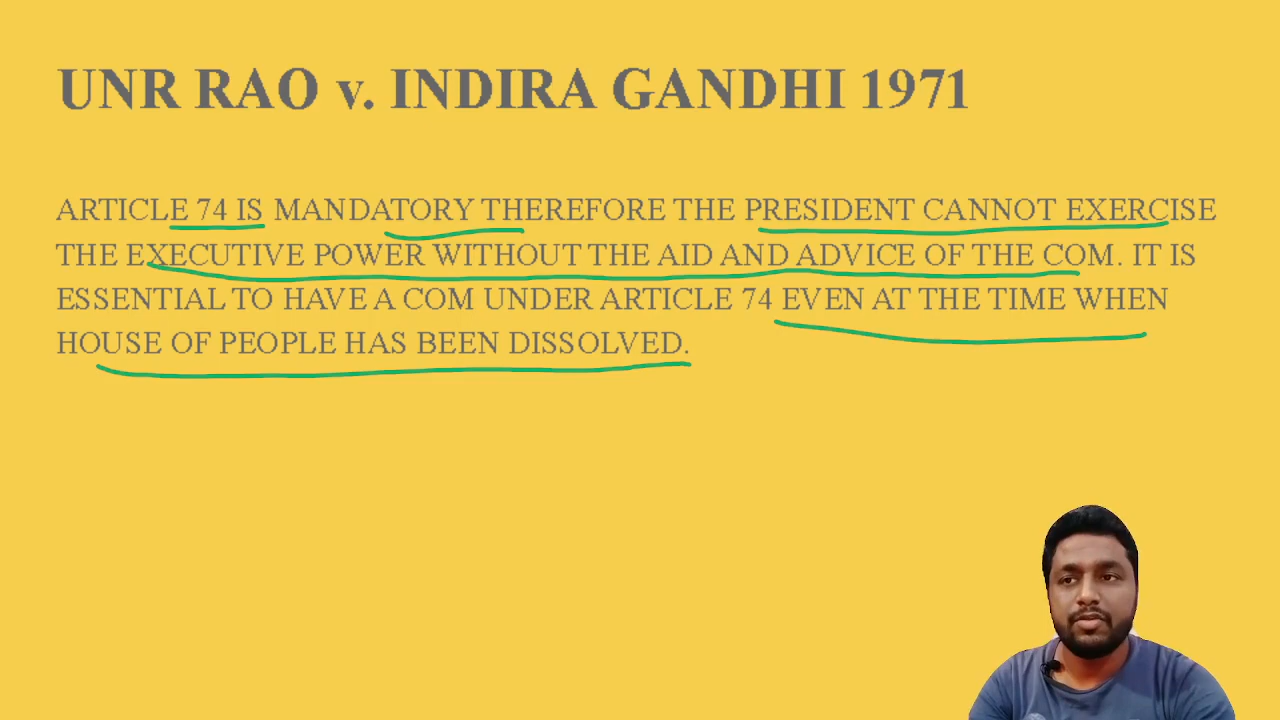 UNR RAO v. INDIRA GANDHI 1971
ARTICLE 74 IS MANDATORY THEREFORE THE PRESIDENT CANNOT EXERCISE
THE EXECUTIVE POWER WITHOUT THE AID AND ADVICE OF THE COM. IT IS
ESSENTIAL TO HAVE A COM UNDER ARTICLE 74 EVEN AT THE TIME WHEN
HOUSE OF PEOPLE HAS BEEN DISSOLVED.